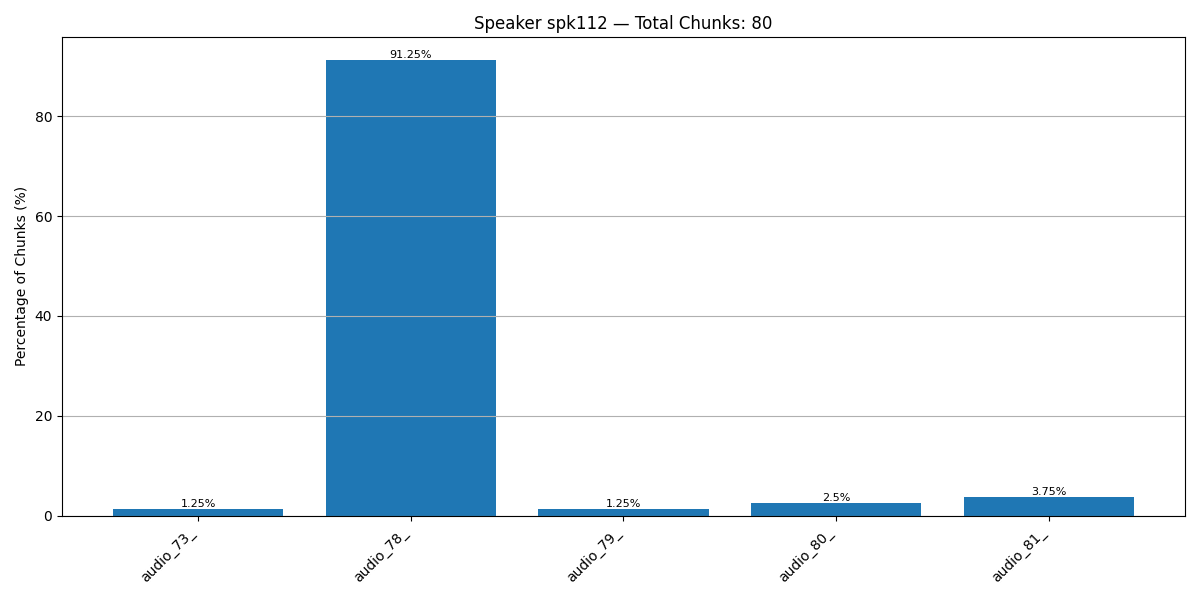 Speaker spk112 — Total Chunks: 80
Percentage of Chunks (%)
80
60
40
20
0
1.25%
91.25%
1.25%
2.5%
3.75%
audio_73_
audio_78_
audio_79_
audio_80_
audio_81_